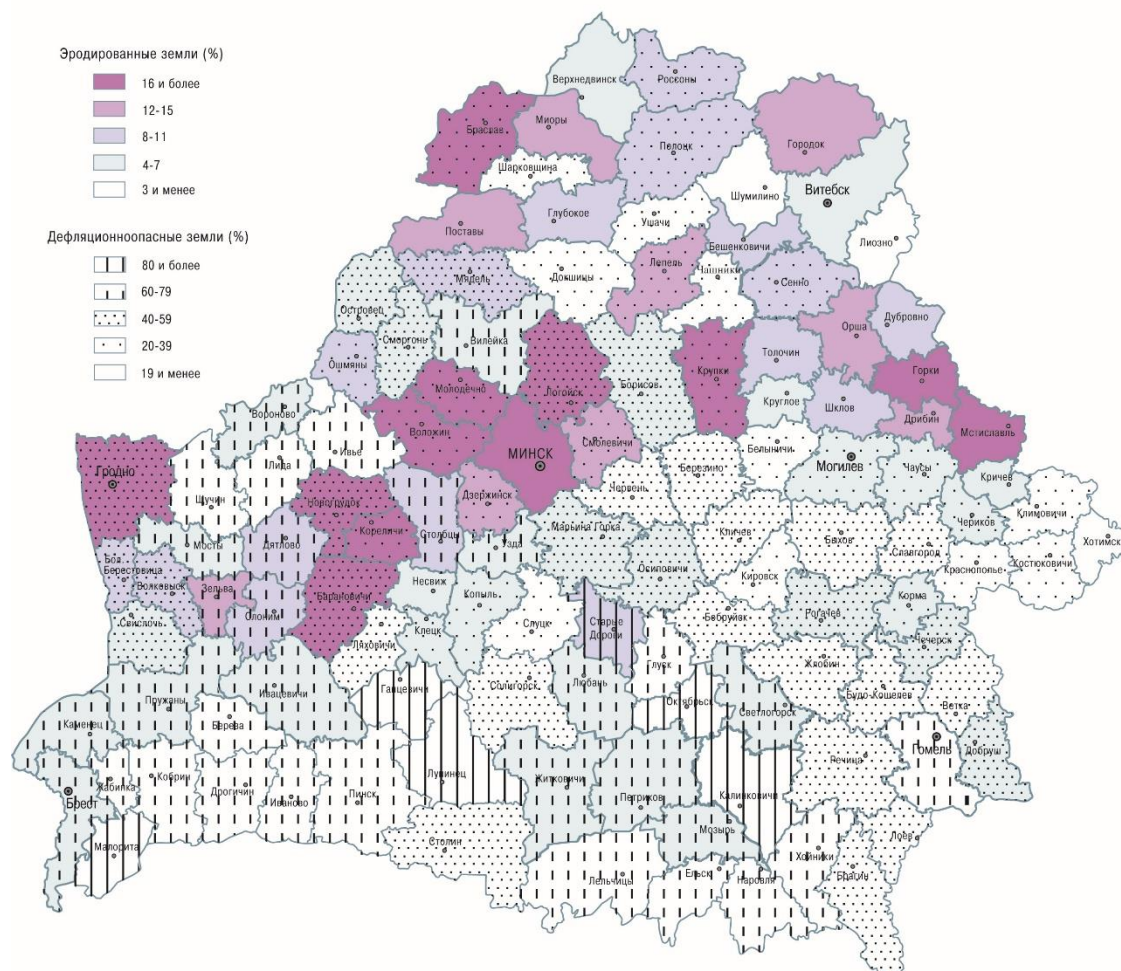 Эродированные земли (%)
16 и более
12-15
8-11
4-7
3 и менее
Дефляционноопасные земли (%)
80 и более
60-79
40-59
20-39
19 и менее
Верхнедвинск
Россоны
Браслав
Миоры
Полоцк
Городок
Шарковщина
Шумилино
Витебск
Глубокое
Ушачи
Поставы
Бешенковичи
Лиозно
Мядель
Докшицы
Лепель
Чашники
Сенно
Островец
Сморгонь
Вилейка
Орша
Дубровно
Ошмяны
Логойск
Борисов
Крупки
Толочин
Молодечно
Горки
Круглое
Шклов
Вороново
Воложин
Дрибин
Смолевичи
Мстиславль
Ивье
МИНСК
Белыничи
Гродно
Лида
Могилев
Березино
Чаусы
Щучин
Дзержинск
Червень
Кричев
Новогрудок
Климовичи
Кореличи
Столбцы
Марьина Горка
Чериков
Мосты
Дятлово
Узда
Кличев
Быхов
Хотимск
Славгород
Бол.
Берестовица
Краснополье
Костюковичи
Волковыск
Зельва
Несвиж
Осиповичи
Кировск
Барановичи
Копыль
Слоним
Корма
Свислочь
Клецк
Слуцк
Старые
Дороги
Бобруйск
Рогачев
Ляховичи
Чечерск
Глуск
Жлобин
Ганцевичи
Солигорск
Любань
Ивацевичи
Буда-Кошелев
Октябрьск
Светлогорск
Ветка
Пружаны
Береза
Каменец
Гомель
Добруш
Речица
Жабинка
Кобрин
Лунинец
Житковичи
Брест
Дрогичин
Иваново
Пинск
Петриков
Калинковичи
Мозырь
Лоев
Малорита
Столин
Хойники
Брагин
Лельчицы
Ельск
Наровля